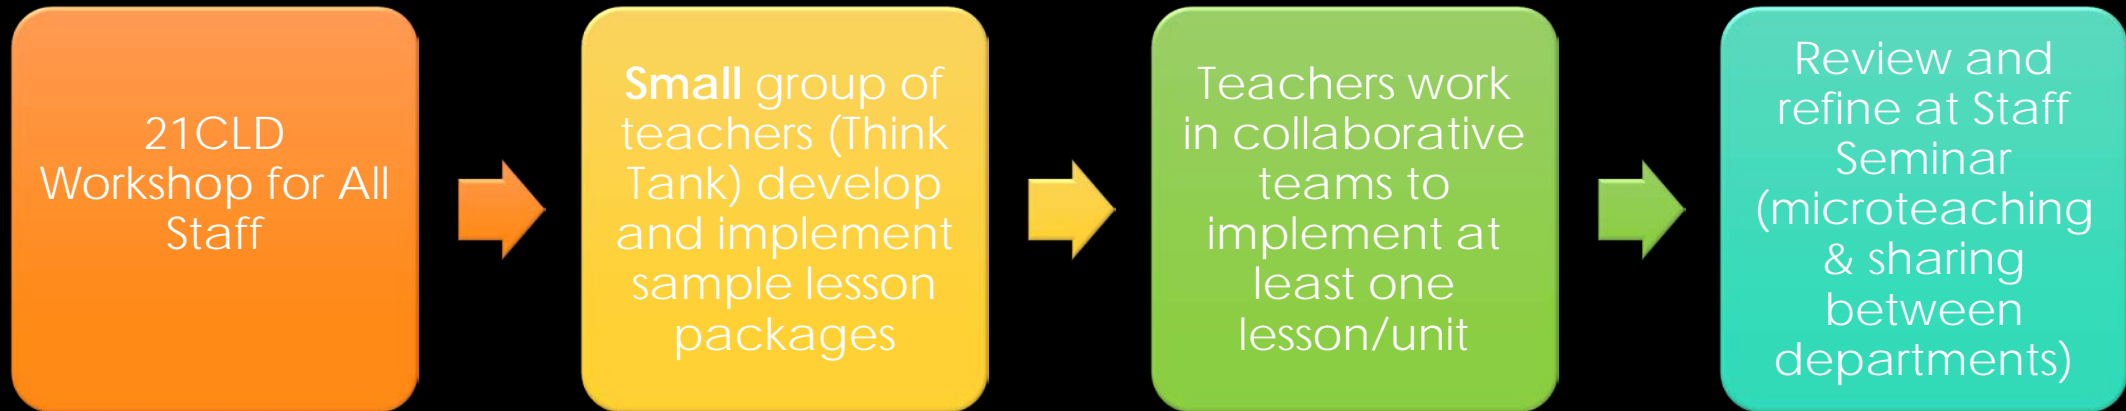 21CLD
Workshop for All
Staff
Small group of
teachers (Think
Tank) develop
and implement
sample lesson
packages
Teachers work
in collaborative
teams to
implement at
least one
lesson/unit
Review and
refine at Staff
Seminar
(microteaching
& sharing
between
departments)